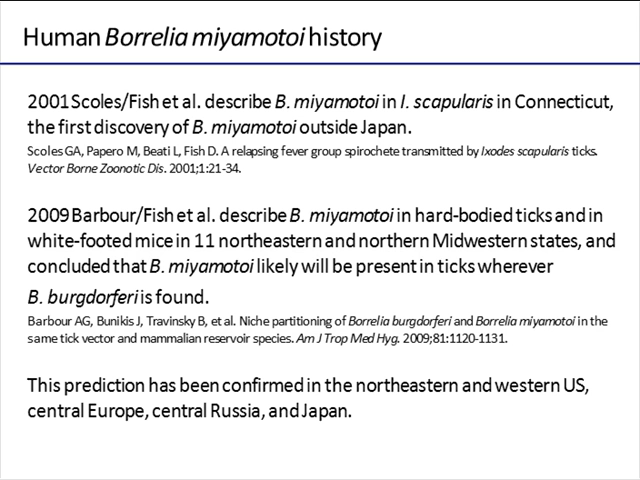 Human Borrelia miyamotoi history
2001 Scoles/Fish et al. describe B. miyamotoi in I. scapularis in Connecticut,
the first discovery of B. miyamotoi outside Japan.
Scoles GA, Papero M, Beati L, Fish D. A relapsing fever group spirochete transmitted by Ixodes scapularis ticks.
Vector Borne Zoonotic Dis. 2001;1:21-34.
2009 Barbour/Fish et al. describe B. miyamotoi in hard-bodied ticks and in
white-footed mice in 11 northeastern and northern Midwestern states, and
concluded that B. miyamotoi likely will be present in ticks wherever
B. burgdorferi is found.
Barbour AG, Bunikis J, Travinsky B, et al. Niche partitioning of Borrelia burgdorferi and Borrelia miyamotoi in the
same tick vector and mammalian reservoir species. Am J Trop Med Hyg. 2009;81:1120-1131.
This prediction has been confirmed in the northeastern and western US,
central Europe, central Russia, and Japan.